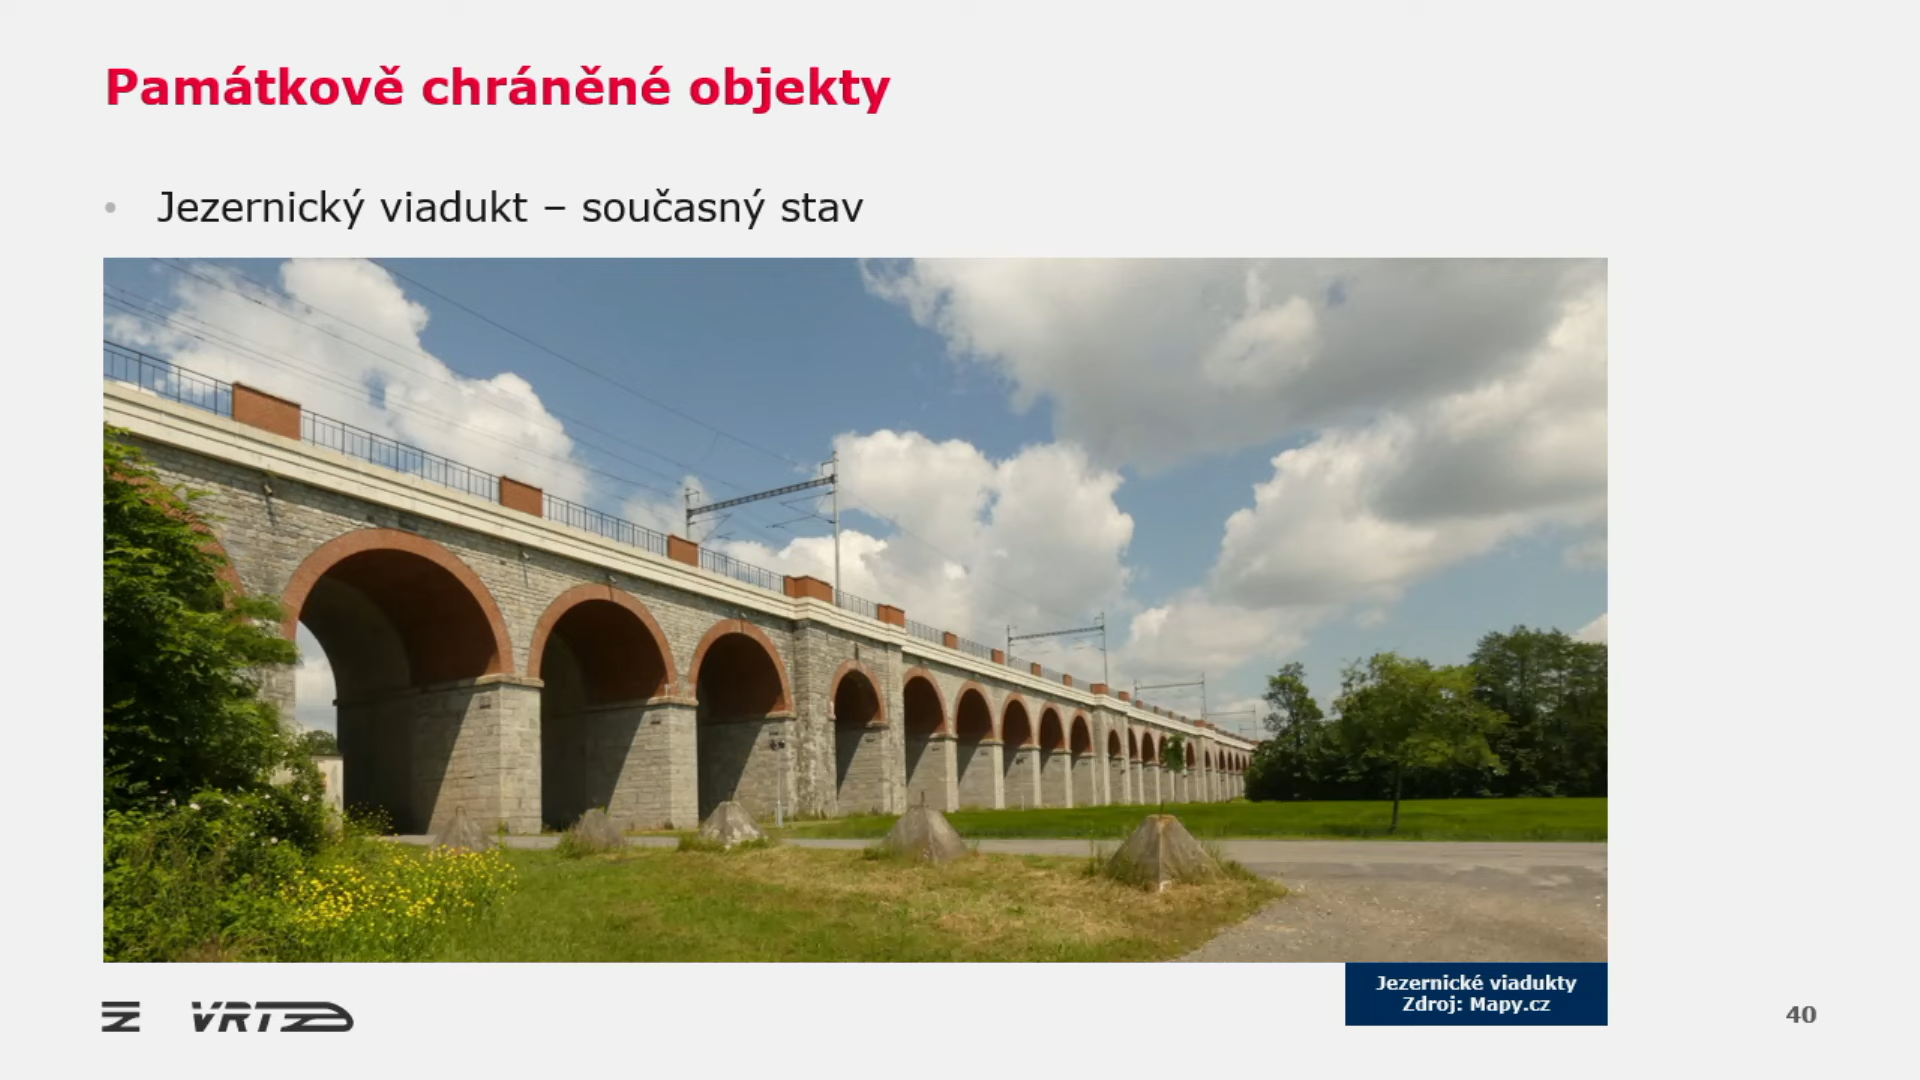 Památkově chráněné objekty
• Jezernický viadukt – současný stav
Jezernické viadukty
Zdroj: Mapy.cz
VRT
40